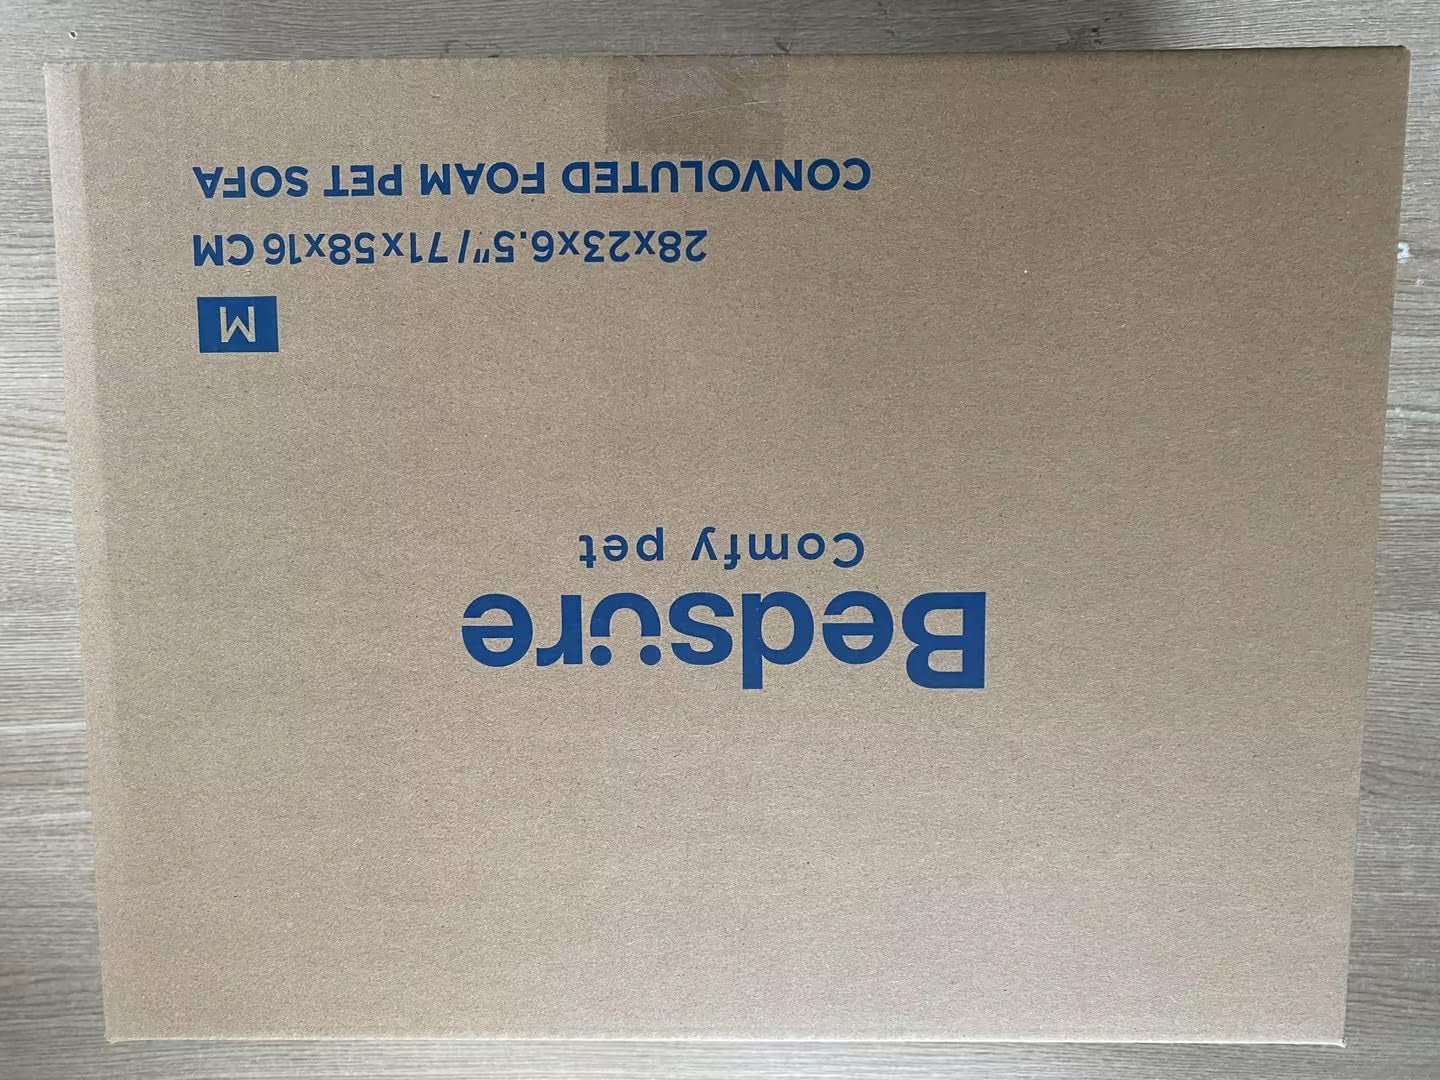 Bedsure
Comfy pet
M
28x23x6.5"/71x58x16 CM
CONVOLUTED FOAM PET SOFA